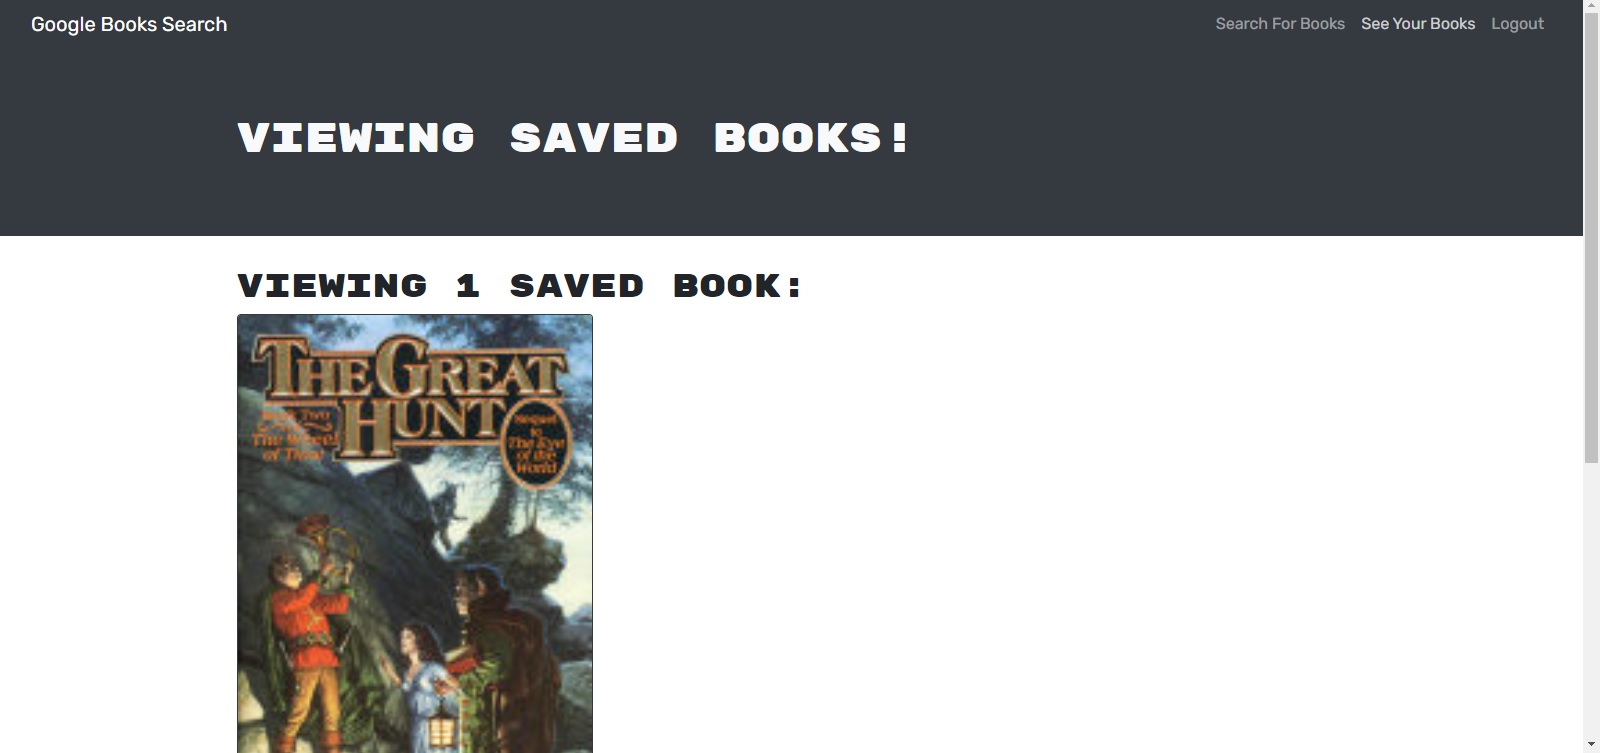 Google Books Search
Search For Books See Your Books Logout
VIEWING SAVED BOOKS!
VIEWING 1 SAVED BOOK:
THE GREAT
HUNT
Book Two
The Wheel
of Time
Sequel
to
The Eye
of the
World